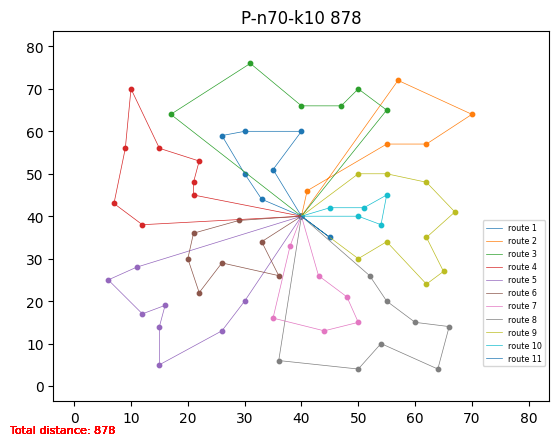 P-n70-k10 878
80
70
60
50
40
30
20
10
0
0 10 20 30 40 50 60 70 80
route 1
route 2
route 3
route 4
route 5
route 6
route 7
route 8
route 9
route 10
route 11
Total distance: 878